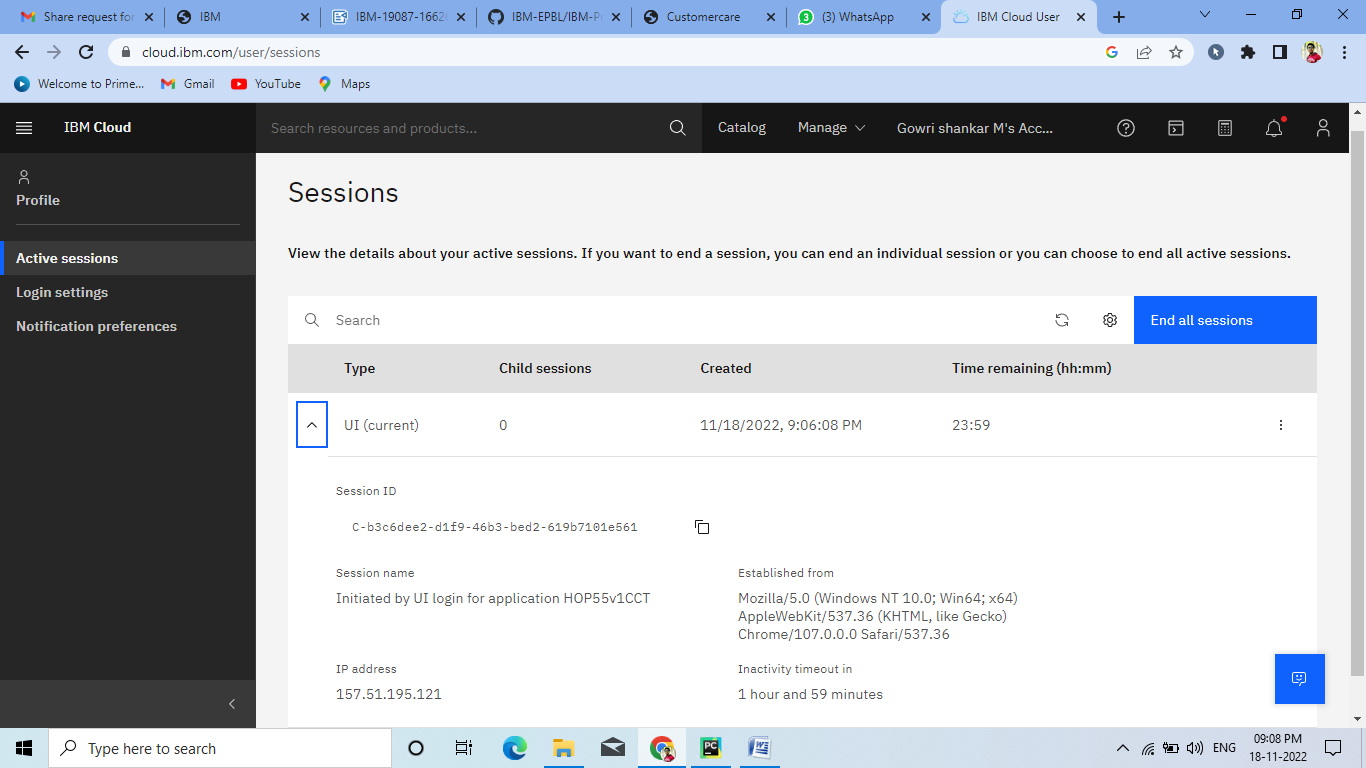 Share request for
IBM
IBM-19087-1662
IBM-EPBL/IBM-P
Customercare
(3) WhatsApp
IBM Cloud User
cloud.ibm.com/user/sessions
Welcome to Prime...
Gmail
YouTube
Maps
IBM Cloud
Search resources and products...
Catalog
Manage
Gowri shankar M's Acc...
Profile
Active sessions
Login settings
Notification preferences
Sessions
View the details about your active sessions. If you want to end a session, you can end an individual session or you can choose to end all active sessions.
Search
End all sessions
Type Child sessions Created Time remaining (hh:mm)
UI (current) 0 11/18/2022, 9:06:08 PM 23:59
Session ID
C-b3c6dee2-d1f9-46b3-bed2-619b7101e561
Session name
Initiated by UI login for application HOP55v1CCT
Established from
Mozilla/5.0 (Windows NT 10.0; Win64; x64)
AppleWebKit/537.36 (KHTML, like Gecko)
Chrome/107.0.0.0 Safari/537.36
IP address
157.51.195.121
Inactivity timeout in
1 hour and 59 minutes
Type here to search
ENG
09:08 PM
18-11-2022